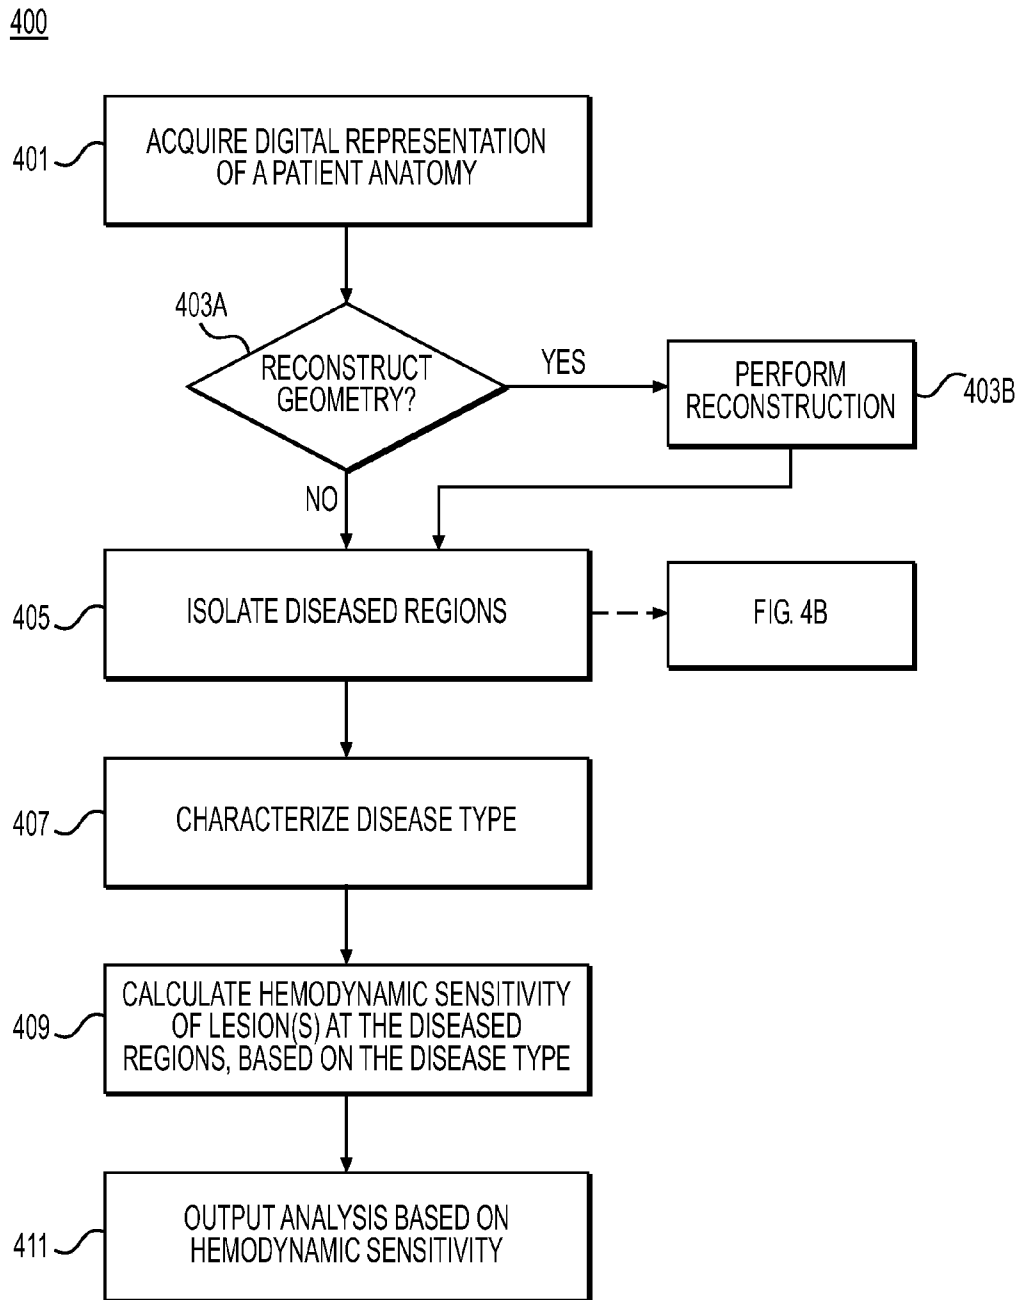 400
401
ACQUIRE DIGITAL REPRESENTATION
OF A PATIENT ANATOMY
403A
RECONSTRUCT
GEOMETRY?
YES
PERFORM
RECONSTRUCTION
403B
NO
405
ISOLATE DISEASED REGIONS
FIG. 4B
407
CHARACTERIZE DISEASE TYPE
409
CALCULATE HEMODYNAMIC SENSITIVITY
OF LESION(S) AT THE DISEASED
REGIONS, BASED ON THE DISEASE TYPE
411
OUTPUT ANALYSIS BASED ON
HEMODYNAMIC SENSITIVITY